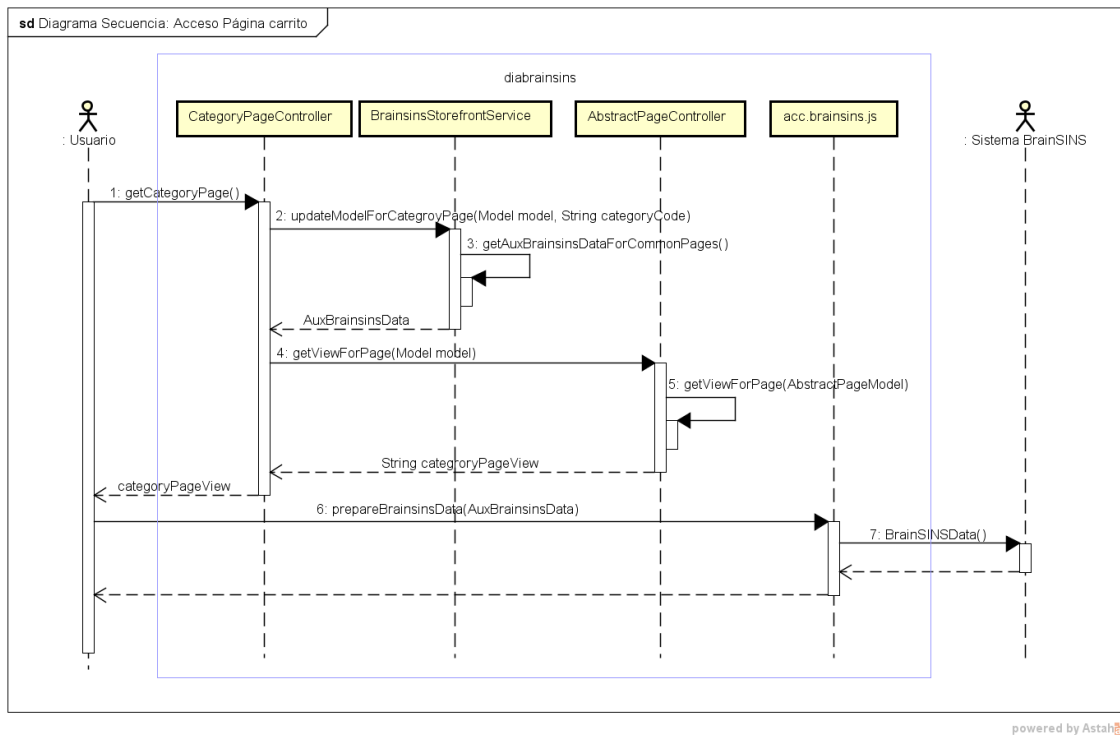 sd Diagrama Secuencia: Acceso Página carrito
diabrainsins
CategoryPageController
BrainsinsStorefrontService
AbstractPageController
acc.brainsins.js
: Usuario
: Sistema BrainSINS
1: getCategoryPage()
2: updateModelForCategroyPage(Model model, String categoryCode)
3: getAuxBrainsinsDataForCommonPages()
AuxBrainsinsData
4: getViewForPage(Model model)
5: getViewForPage(AbstractPageModel)
String categroryPageView
categoryPageView
6: prepareBrainsinsData(AuxBrainsinsData)
7: BrainSINSData()
powered by Astah